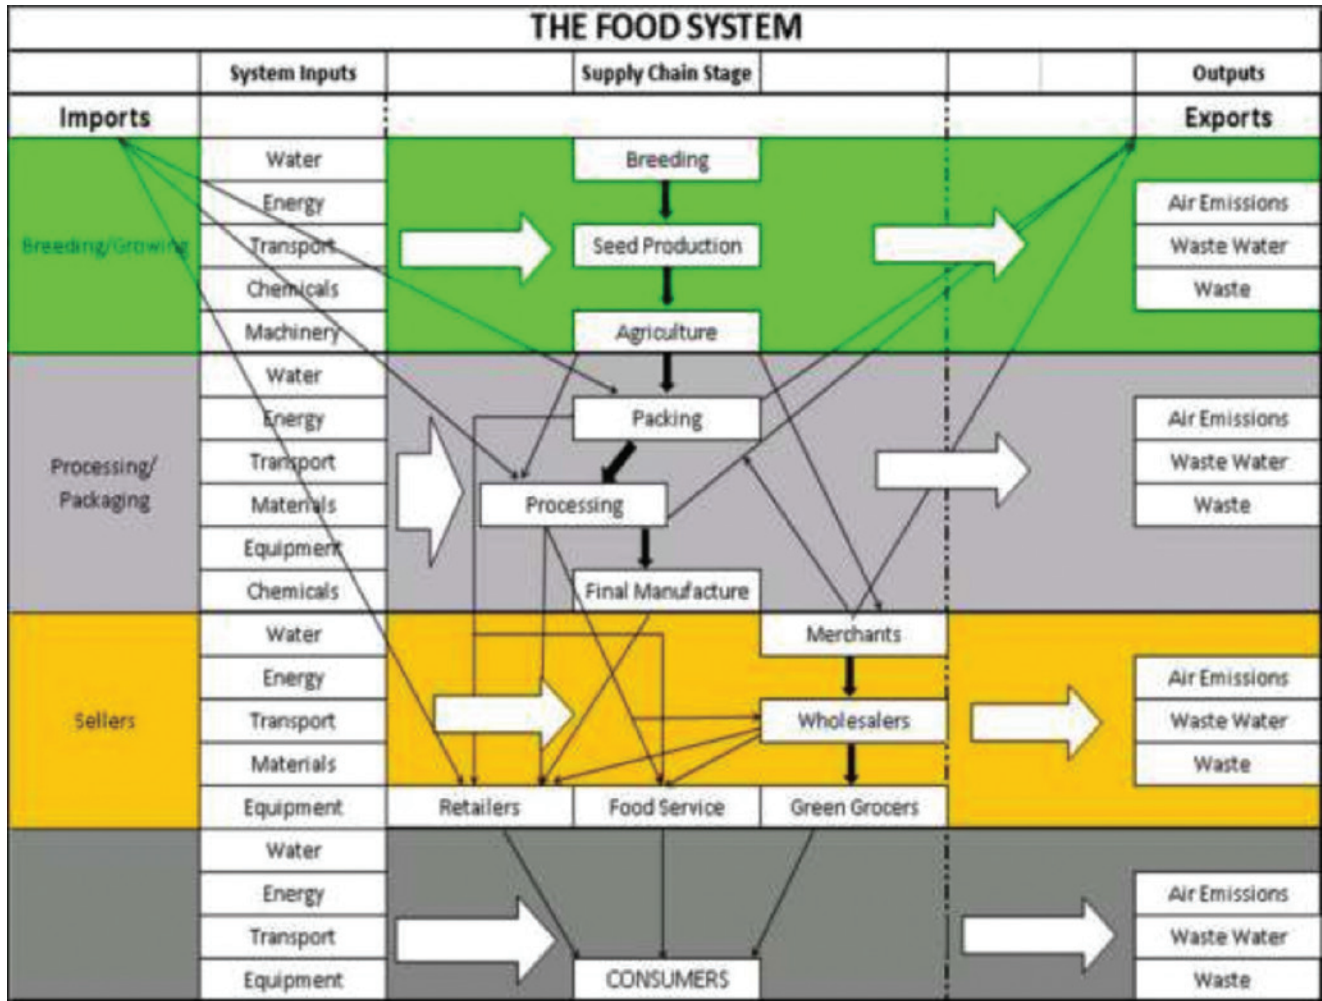 THE FOOD SYSTEM
System Inputs Supply Chain Stage Outputs
Imports Exports
Water Breeding
Energy Air Emissions
Breeding/Growing Transport Seed Production Waste Water
Chemicals Waste
Machinery Agriculture
Water
Energy Packing Air Emissions
Processing/
Packaging
Transport Waste Water
Materials Processing Waste
Equipment
Chemicals Final Manufacture
Water Merchants
Energy Air Emissions
Sellers Transport Wholesalers Waste Water
Materials Waste
Equipment Retailers Food Service Green Grocers
Water
Energy Air Emissions
Transport Waste Water
Equipment CONSUMERS Waste